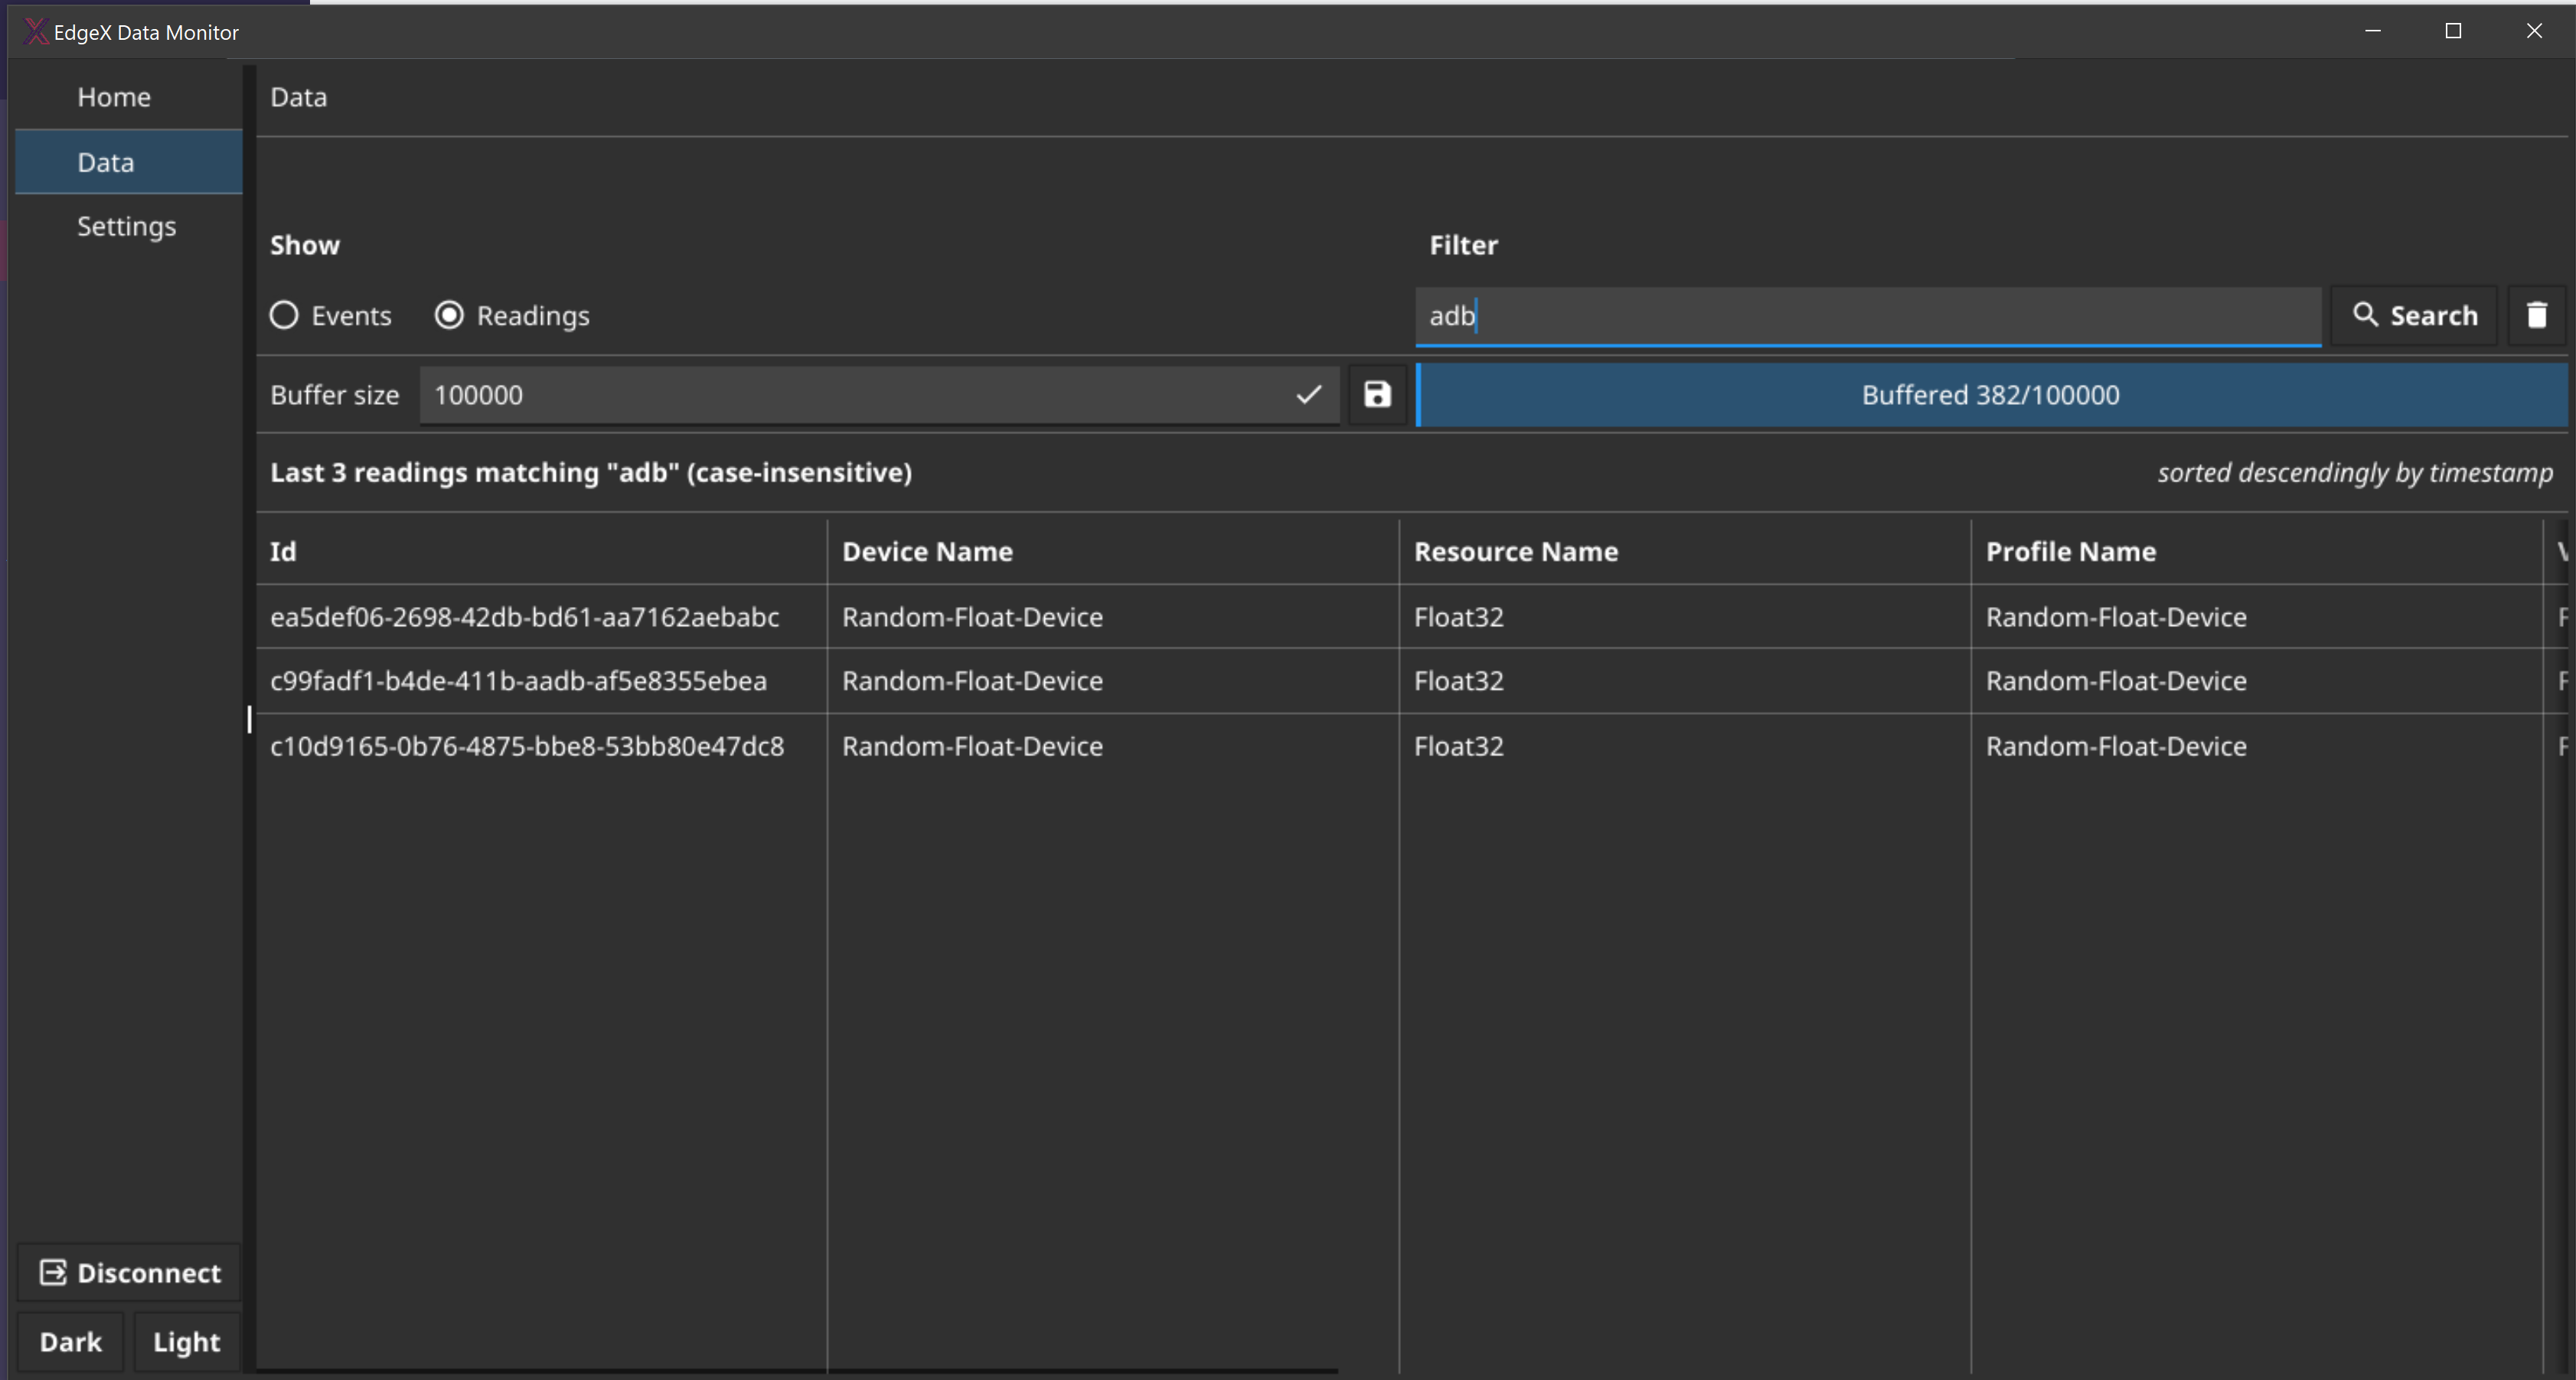 EdgeX Data Monitor
Home
Data
Settings
Data
Show
Filter
Events
Readings
adb
Search
Buffer size
100000
Buffered 382/100000
Last 3 readings matching "adb" (case-insensitive)
sorted descendingly by timestamp
Id Device Name Resource Name Profile Name
ea5def06-2698-42db-bd61-aa7162aebabc Random-Float-Device Float32 Random-Float-Device
c99fadf1-b4de-411b-aadb-af5e8355ebea Random-Float-Device Float32 Random-Float-Device
c10d9165-0b76-4875-bbe8-53bb80e47dc8 Random-Float-Device Float32 Random-Float-Device
Disconnect
Dark
Light